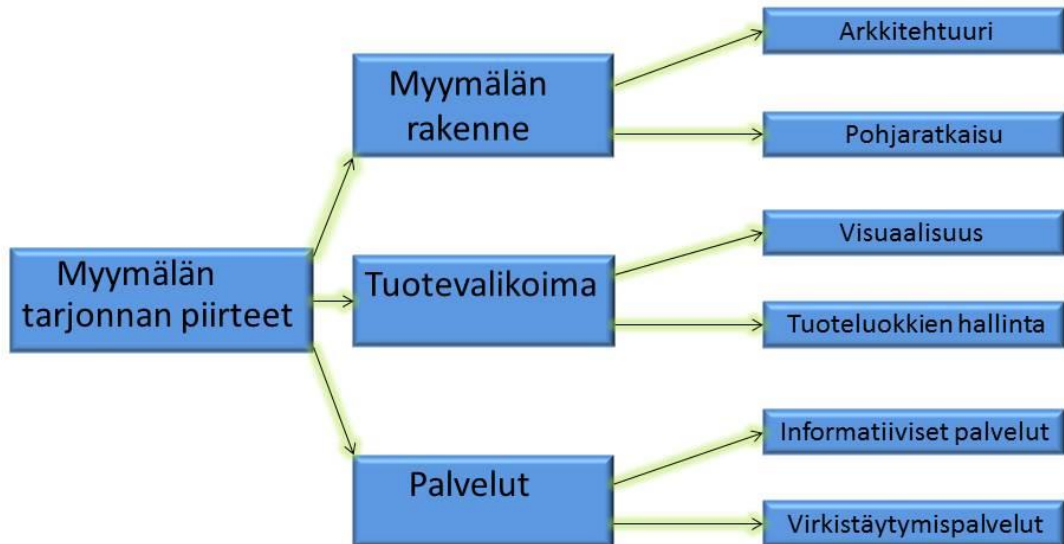 Myymälän
tarjonnan piirteet
Myymälän
rakenne
Arkkitehtuuri
Pohjaratkaisu
Tuotevalikoima
Visuaalisuus
Tuoteluokkien hallinta
Palvelut
Informatiiviset palvelut
Virkistäytymispalvelut